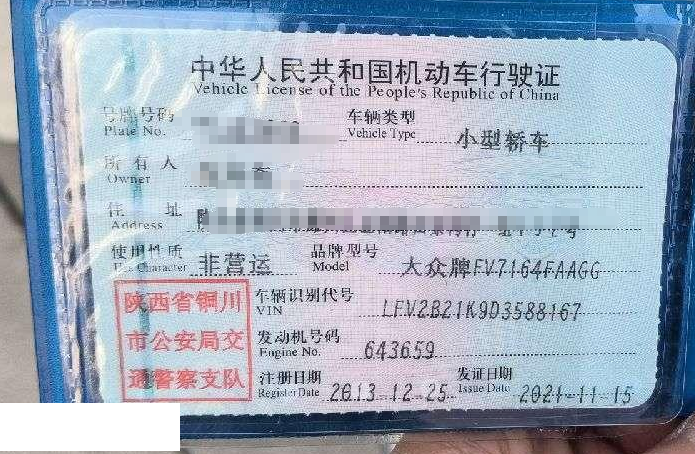 中华人民共和国机动车行驶证
Vehicle License of the People's Republic of China
号牌号码 车辆类型 小型轿车
Plate No. Vehicle Type
所有人
Owner
住址
Address
使用性质 非营运 品牌型号 大众牌FV7164FAAGG
Use Character Model
陕西省铜川
市公安局交
通警察支队
车辆识别代号 LFV2B21K9D3588167
VIN
发动机号码 643659
Engine No.
注册日期 2013-12-25 发证日期 2021-11-15
Register Date Issue Date